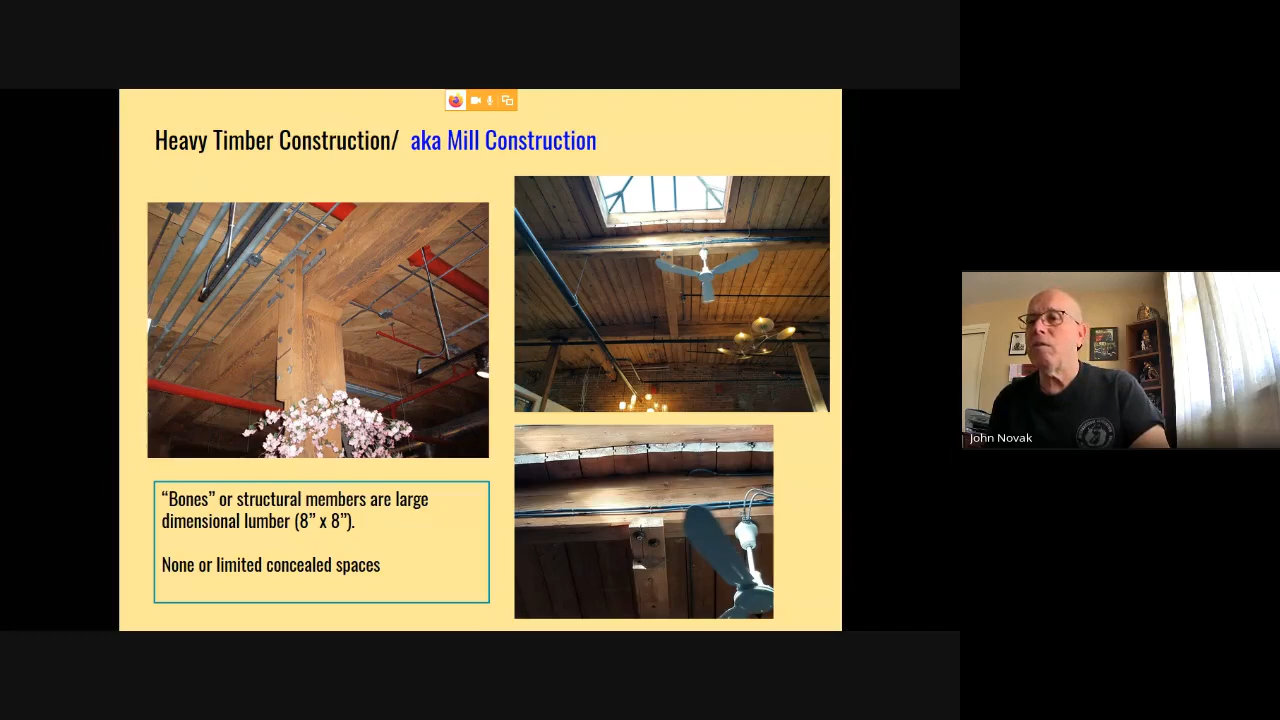 Heavy Timber Construction/ aka Mill Construction
“Bones” or structural members are large
dimensional lumber (8” x 8”).
None or limited concealed spaces
John Novak